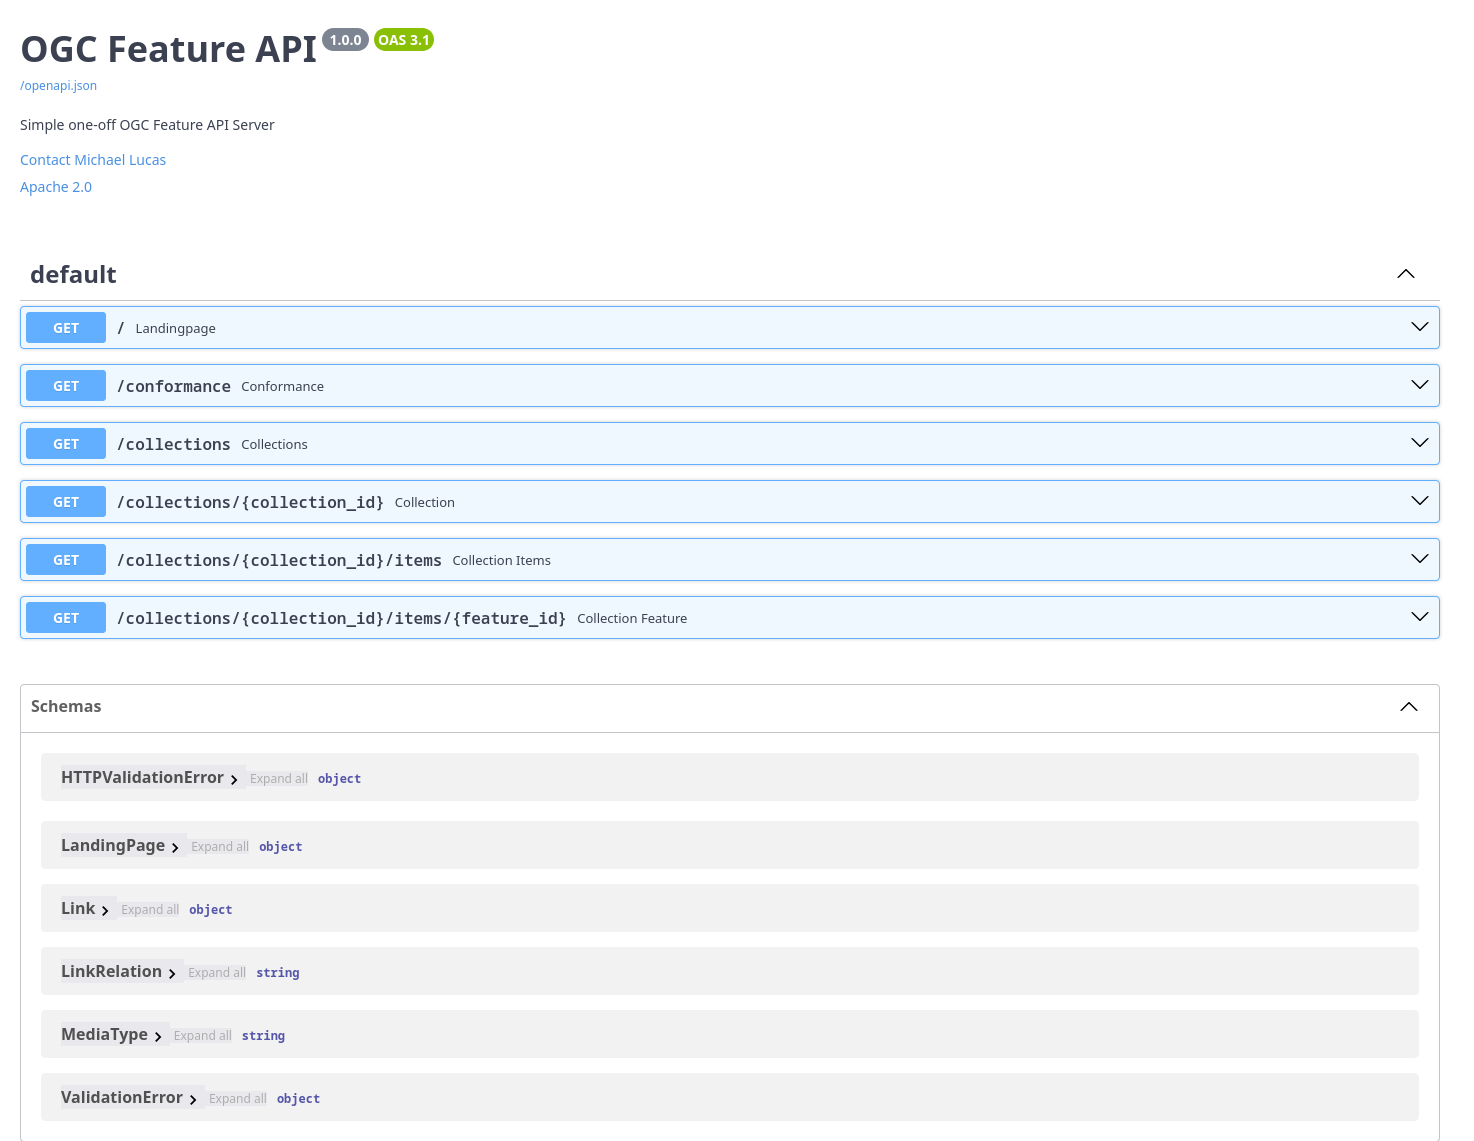 OGC Feature API 1.0.0 OAS 3.1
/openapi.json
Simple one-off OGC Feature API Server
Contact Michael Lucas
Apache 2.0
default
GET / Landingpage
GET /conformance Conformance
GET /collections Collections
GET /collections/{collection_id} Collection
GET /collections/{collection_id}/items Collection Items
GET /collections/{collection_id}/items/{feature_id} Collection Feature
Schemas
HTTPValidationError Expand all object
LandingPage Expand all object
Link Expand all object
LinkRelation Expand all string
MediaType Expand all string
ValidationError Expand all object